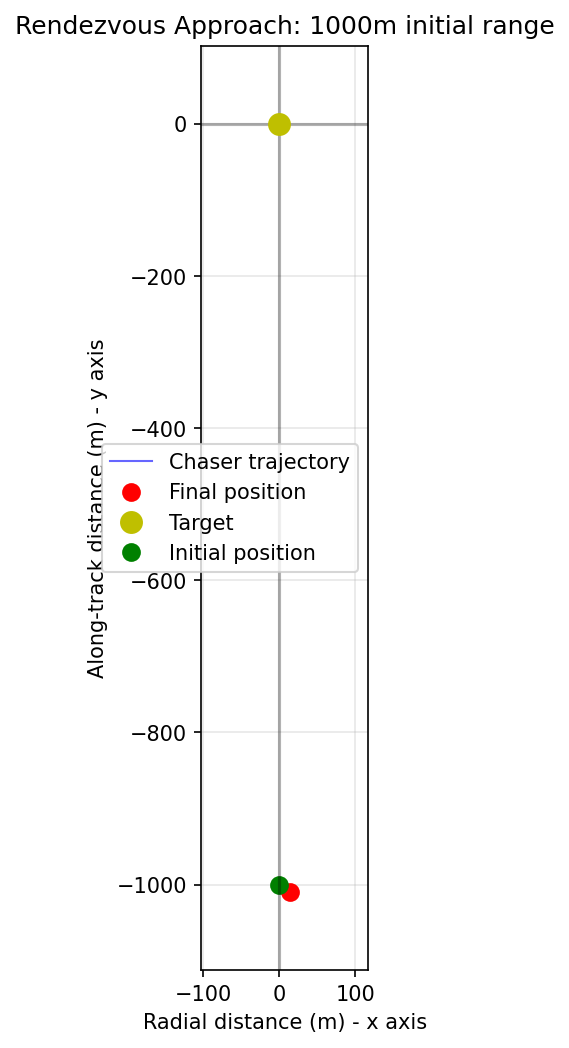 Rendezvous Approach: 1000m initial range
0
−200
−400
−600
−800
−1000
Along-track distance (m) - y axis
Chaser trajectory
Final position
Target
Initial position
−100 0 100
Radial distance (m) - x axis